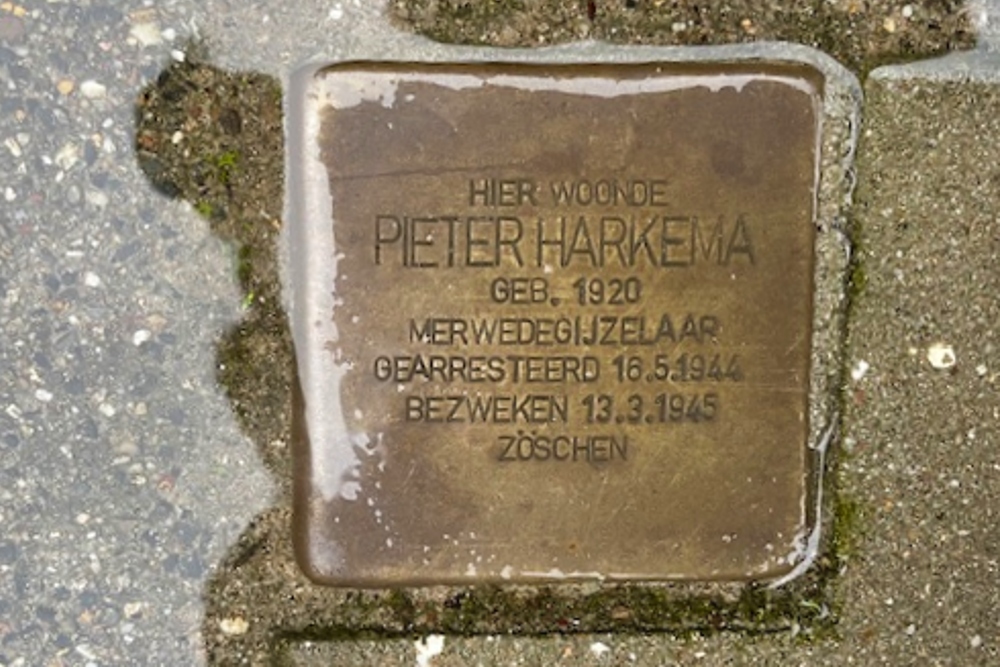 HIER WOONDE
PIETER HARKEMA
GEB. 1920
MERWEDEGIJZELAAR
GEARRESTEERD 16.5.1944
BEZWEKEN 13.3.1945
ZÖSCHEN